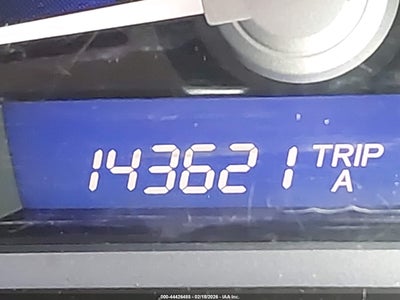 143621 TRIP
A
.000-44426485 - 02/18/2026 - IAA Inc.